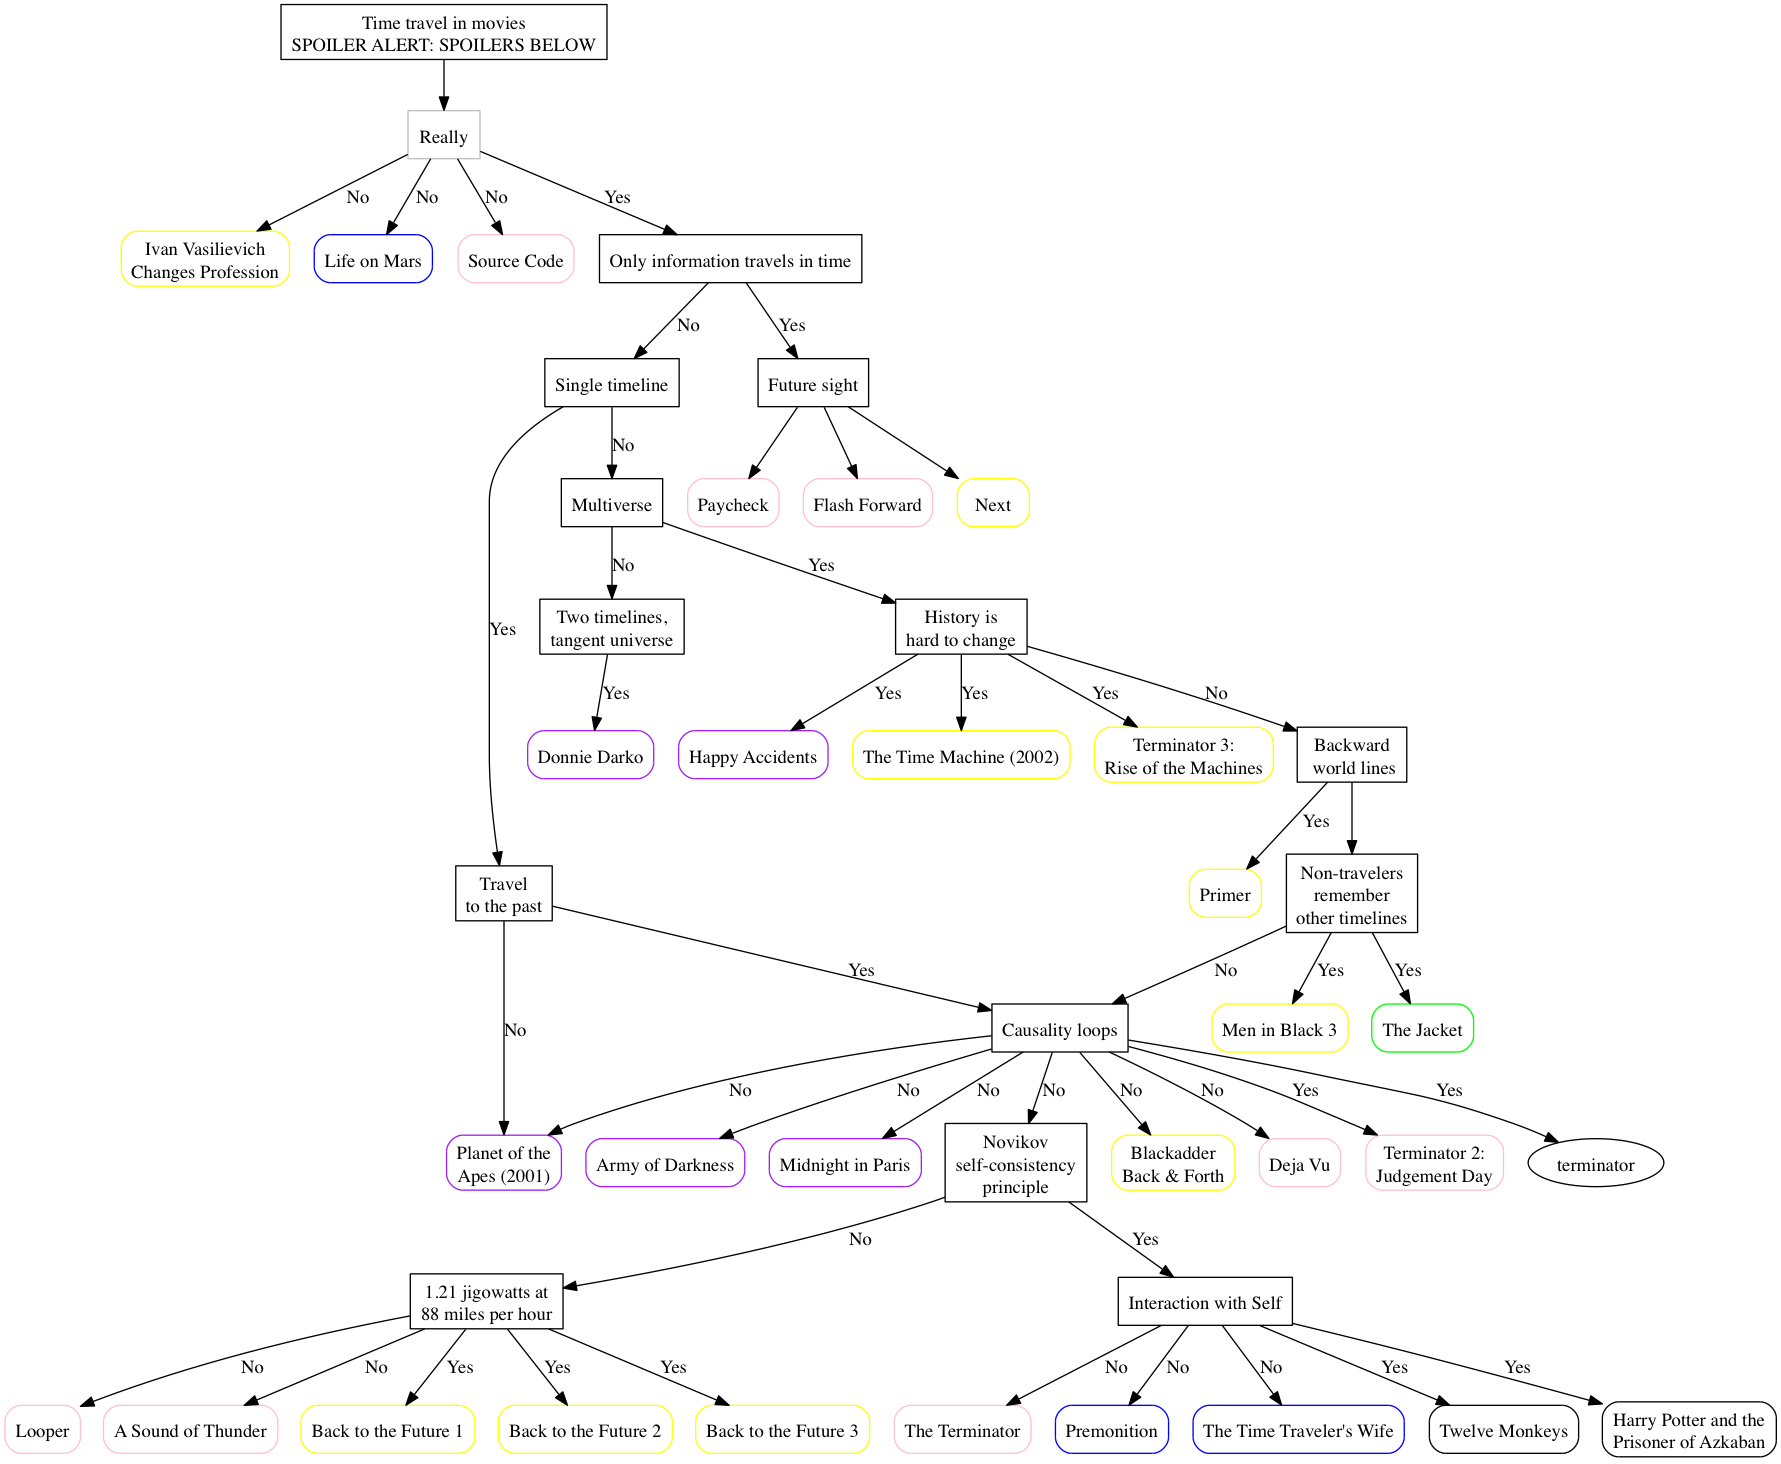 Time travel in movies
SPOILER ALERT: SPOILERS BELOW
Really
No
No
No
Yes
Ivan Vasilievich
Changes Profession
Life on Mars
Source Code
Only information travels in time
No
Yes
Single timeline
Future sight
No
Multiverse
Paycheck
Flash Forward
Next
No
Yes
Yes
Two timelines,
tangent universe
History is
hard to change
Yes
Yes
Yes
Yes
No
Donnie Darko
Happy Accidents
The Time Machine (2002)
Terminator 3:
Rise of the Machines
Backward
world lines
Yes
Travel
to the past
Primer
Non-travelers
remember
other timelines
Yes
No
Yes
Yes
No
Causality loops
Men in Black 3
The Jacket
No
No
No
No
No
No
Yes
Yes
Planet of the
Apes (2001)
Army of Darkness
Midnight in Paris
Novikov
self-consistency
principle
Blackadder
Back & Forth
Deja Vu
Terminator 2:
Judgement Day
terminator
No
Yes
1.21 jigowatts at
88 miles per hour
Interaction with Self
No
No
Yes
Yes
Yes
No
No
No
Yes
Yes
Looper
A Sound of Thunder
Back to the Future 1
Back to the Future 2
Back to the Future 3
The Terminator
Premonition
The Time Traveler's Wife
Twelve Monkeys
Harry Potter and the
Prisoner of Azkaban